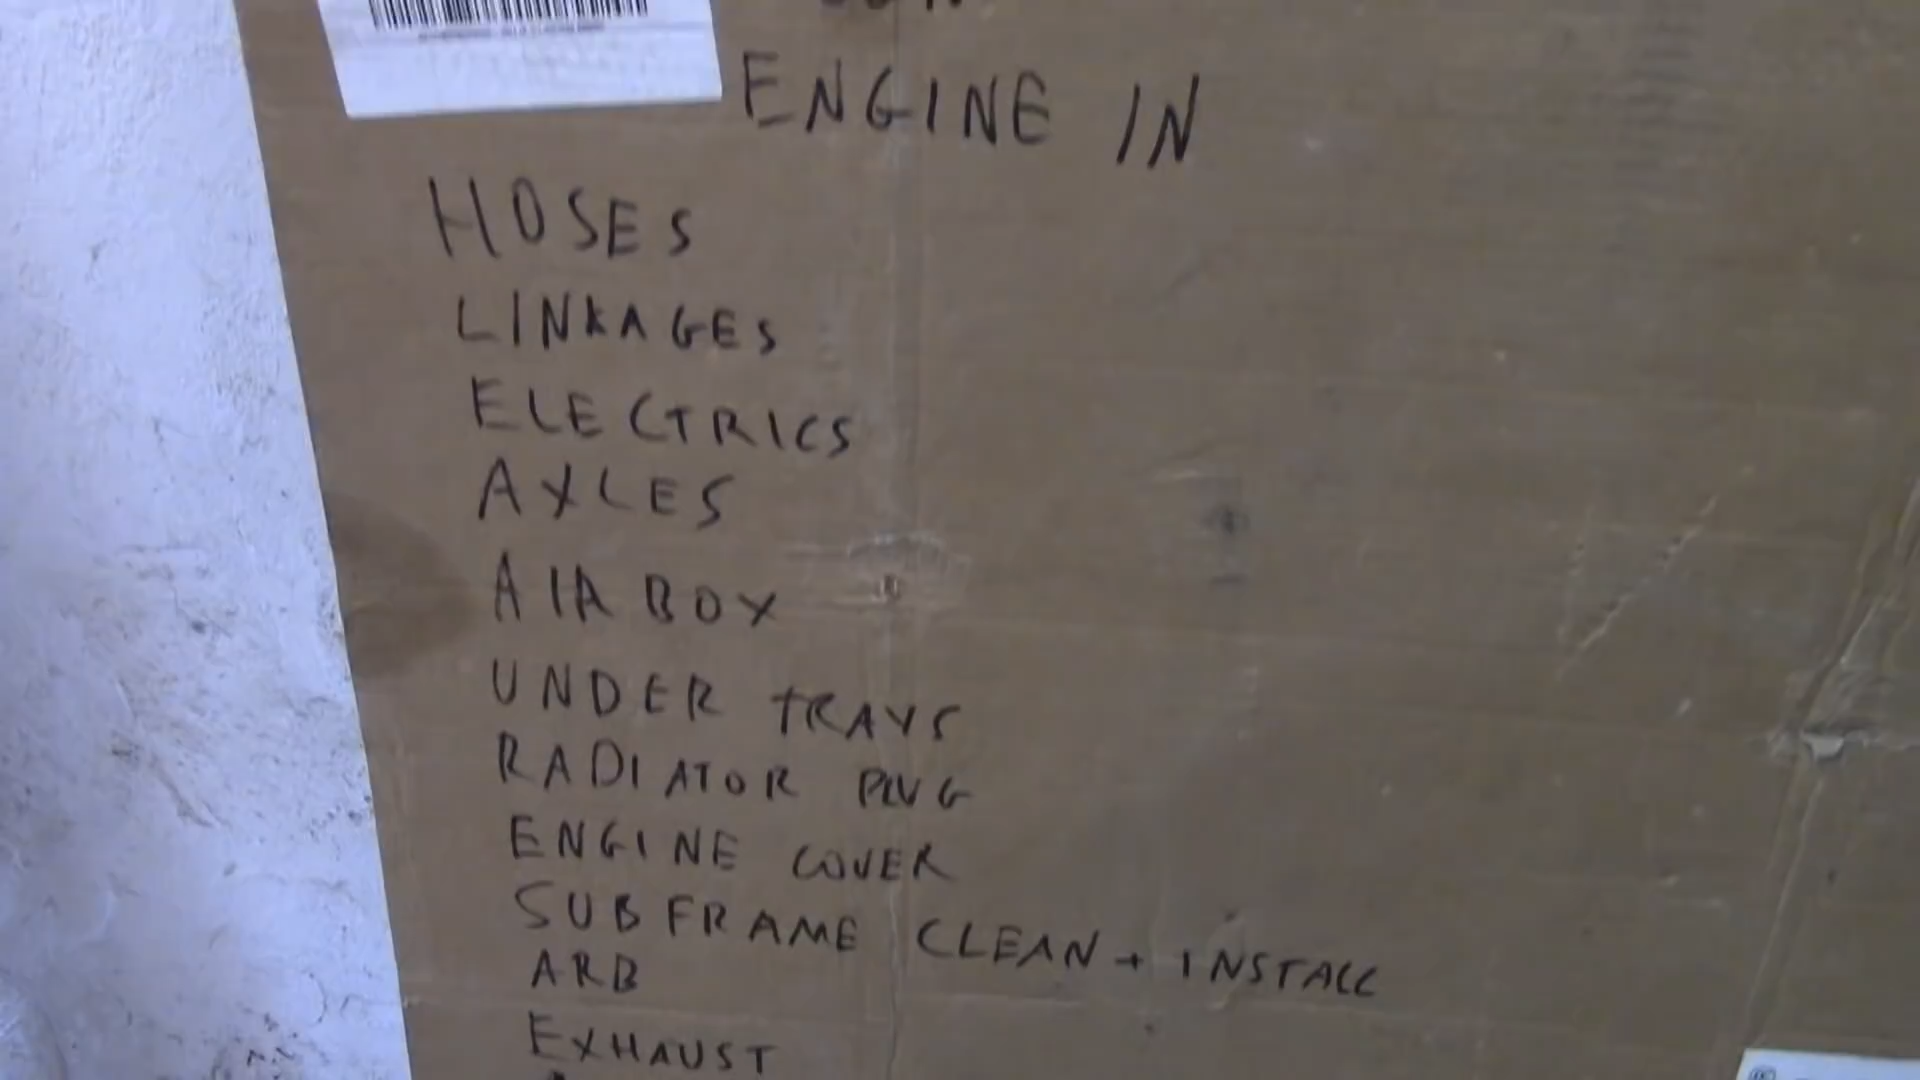 ENGINE IN
HOSES
LINKAGES
ELECTRICS
AXLES
AIR BOX
UNDER TRAYS
RADIATOR PLUG
ENGINE COVER
SUBFRAME CLEAN + INSTALL
ARB
EXHAUST